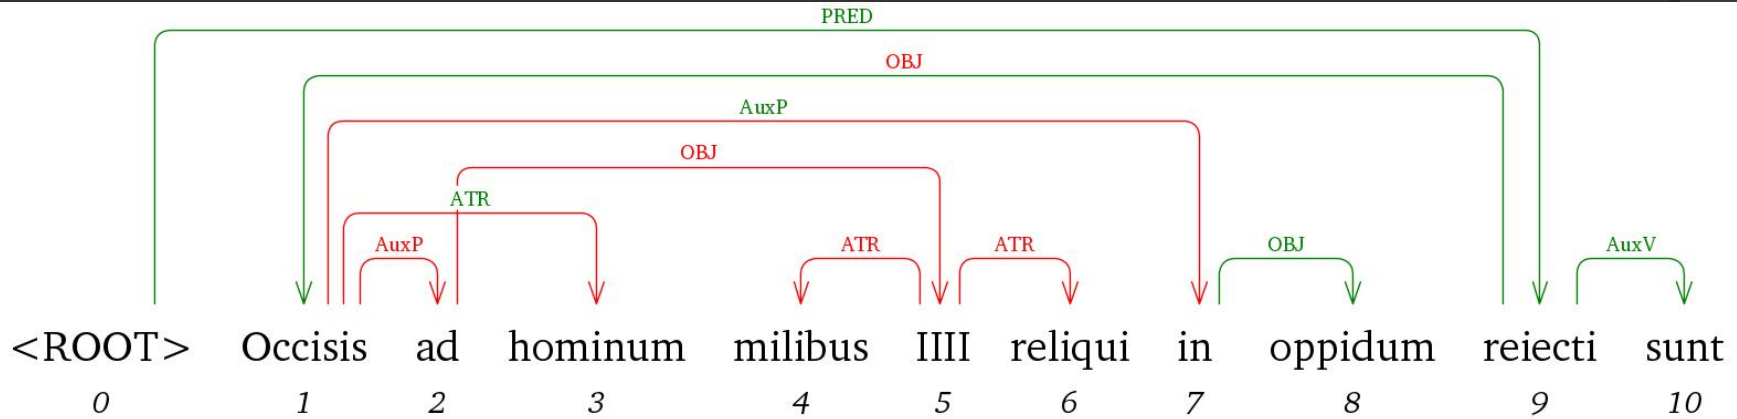 PRED
OBJ
AuxP
OBJ
ATR
AuxP ATR ATR OBJ AuxV
<ROOT> Occisis ad hominum milibus IIII reliqui in oppidum reiecti sunt
0 1 2 3 4 5 6 7 8 9 10